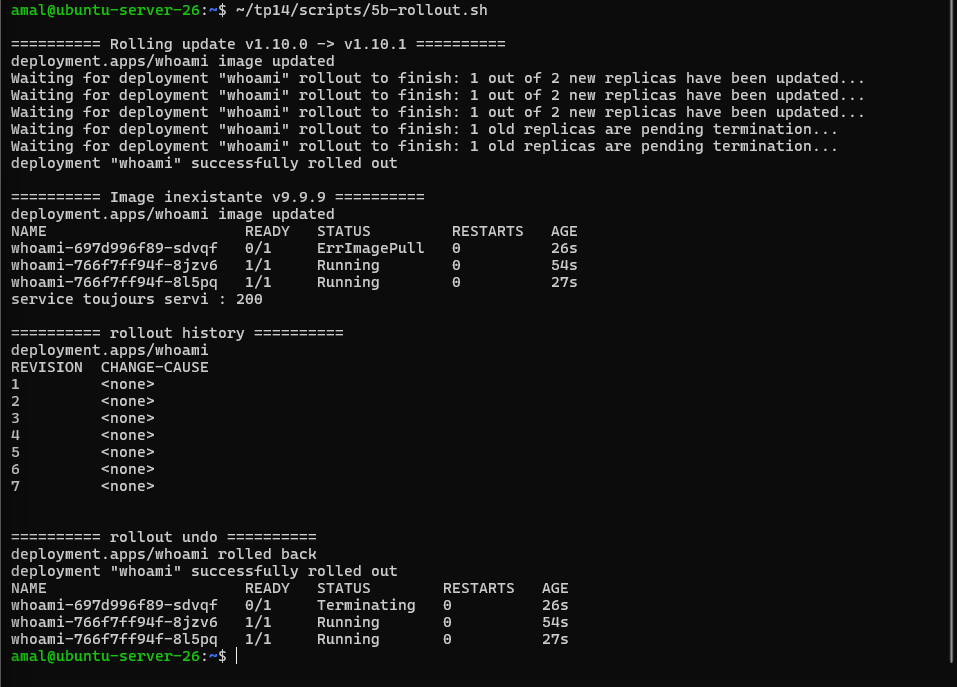 amal@ubuntu-server-26:~$ ~/tp14/scripts/5b-rollout.sh

========== Rolling update v1.10.0 -> v1.10.1 ==========
deployment.apps/whoami image updated
Waiting for deployment "whoami" rollout to finish: 1 out of 2 new replicas have been updated...
Waiting for deployment "whoami" rollout to finish: 1 out of 2 new replicas have been updated...
Waiting for deployment "whoami" rollout to finish: 1 out of 2 new replicas have been updated...
Waiting for deployment "whoami" rollout to finish: 1 old replicas are pending termination...
Waiting for deployment "whoami" rollout to finish: 1 old replicas are pending termination...
deployment "whoami" successfully rolled out

========== Image inexistante v9.9.9 ==========
deployment.apps/whoami image updated
NAME                      READY   STATUS         RESTARTS   AGE
whoami-697d996f89-sdvqf   0/1     ErrImagePull   0          26s
whoami-766f7ff94f-8jzv6   1/1     Running        0          54s
whoami-766f7ff94f-8l5pq   1/1     Running        0          27s
service toujours servi : 200

========== rollout history ==========
deployment.apps/whoami
REVISION  CHANGE-CAUSE
1         <none>
2         <none>
3         <none>
4         <none>
5         <none>
6         <none>
7         <none>


========== rollout undo ==========
deployment.apps/whoami rolled back
deployment "whoami" successfully rolled out
NAME                      READY   STATUS        RESTARTS   AGE
whoami-697d996f89-sdvqf   0/1     Terminating   0          26s
whoami-766f7ff94f-8jzv6   1/1     Running       0          54s
whoami-766f7ff94f-8l5pq   1/1     Running       0          27s
amal@ubuntu-server-26:~$